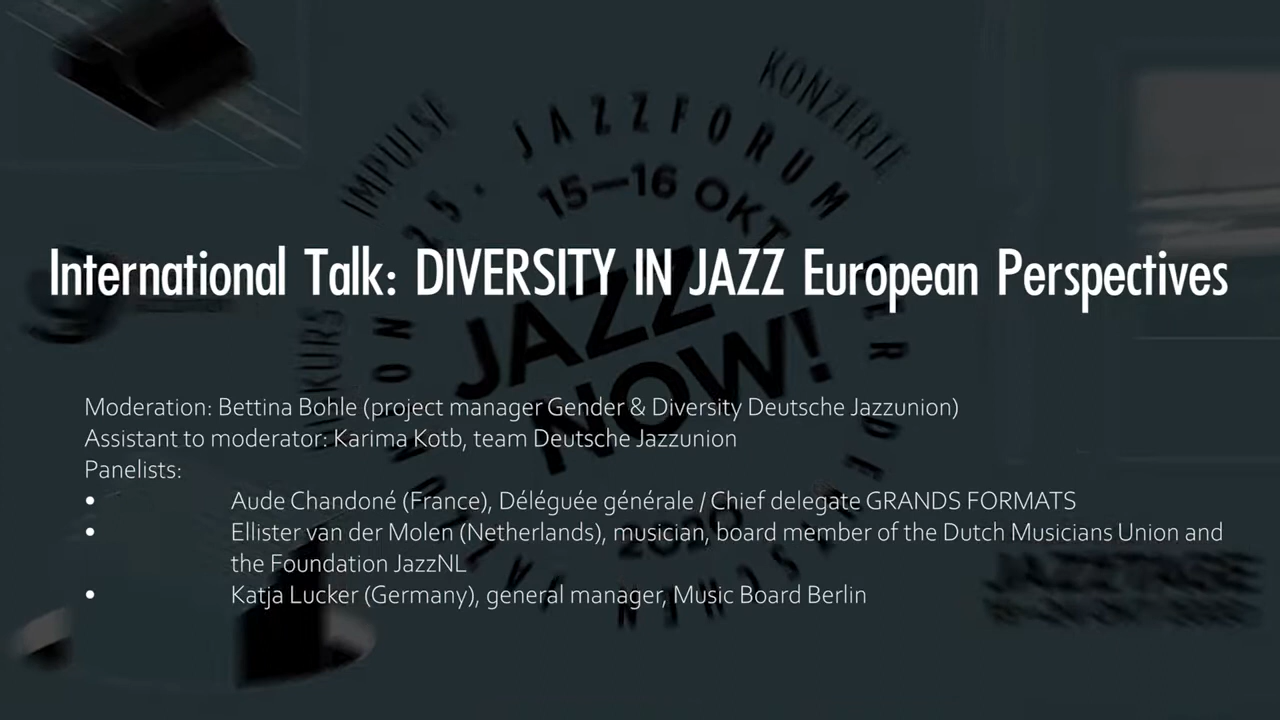 KONZERTE
IMPULSE
25. JAZZFORUM
15—16 OKT
International Talk: DIVERSITY IN JAZZ European Perspectives
JAZZ
NOW!
Moderation: Bettina Bohle (project manager Gender & Diversity Deutsche Jazzunion)
Assistant to moderator: Karima Kotb, team Deutsche Jazzunion
Panelists:
• Aude Chandoné (France), Déléguée générale / Chief delegate GRANDS FORMATS
• Ellister van der Molen (Netherlands), musician, board member of the Dutch Musicians Union and
the Foundation JazzNL
2020
• Katja Lucker (Germany), general manager, Music Board Berlin
JAZZTAGE